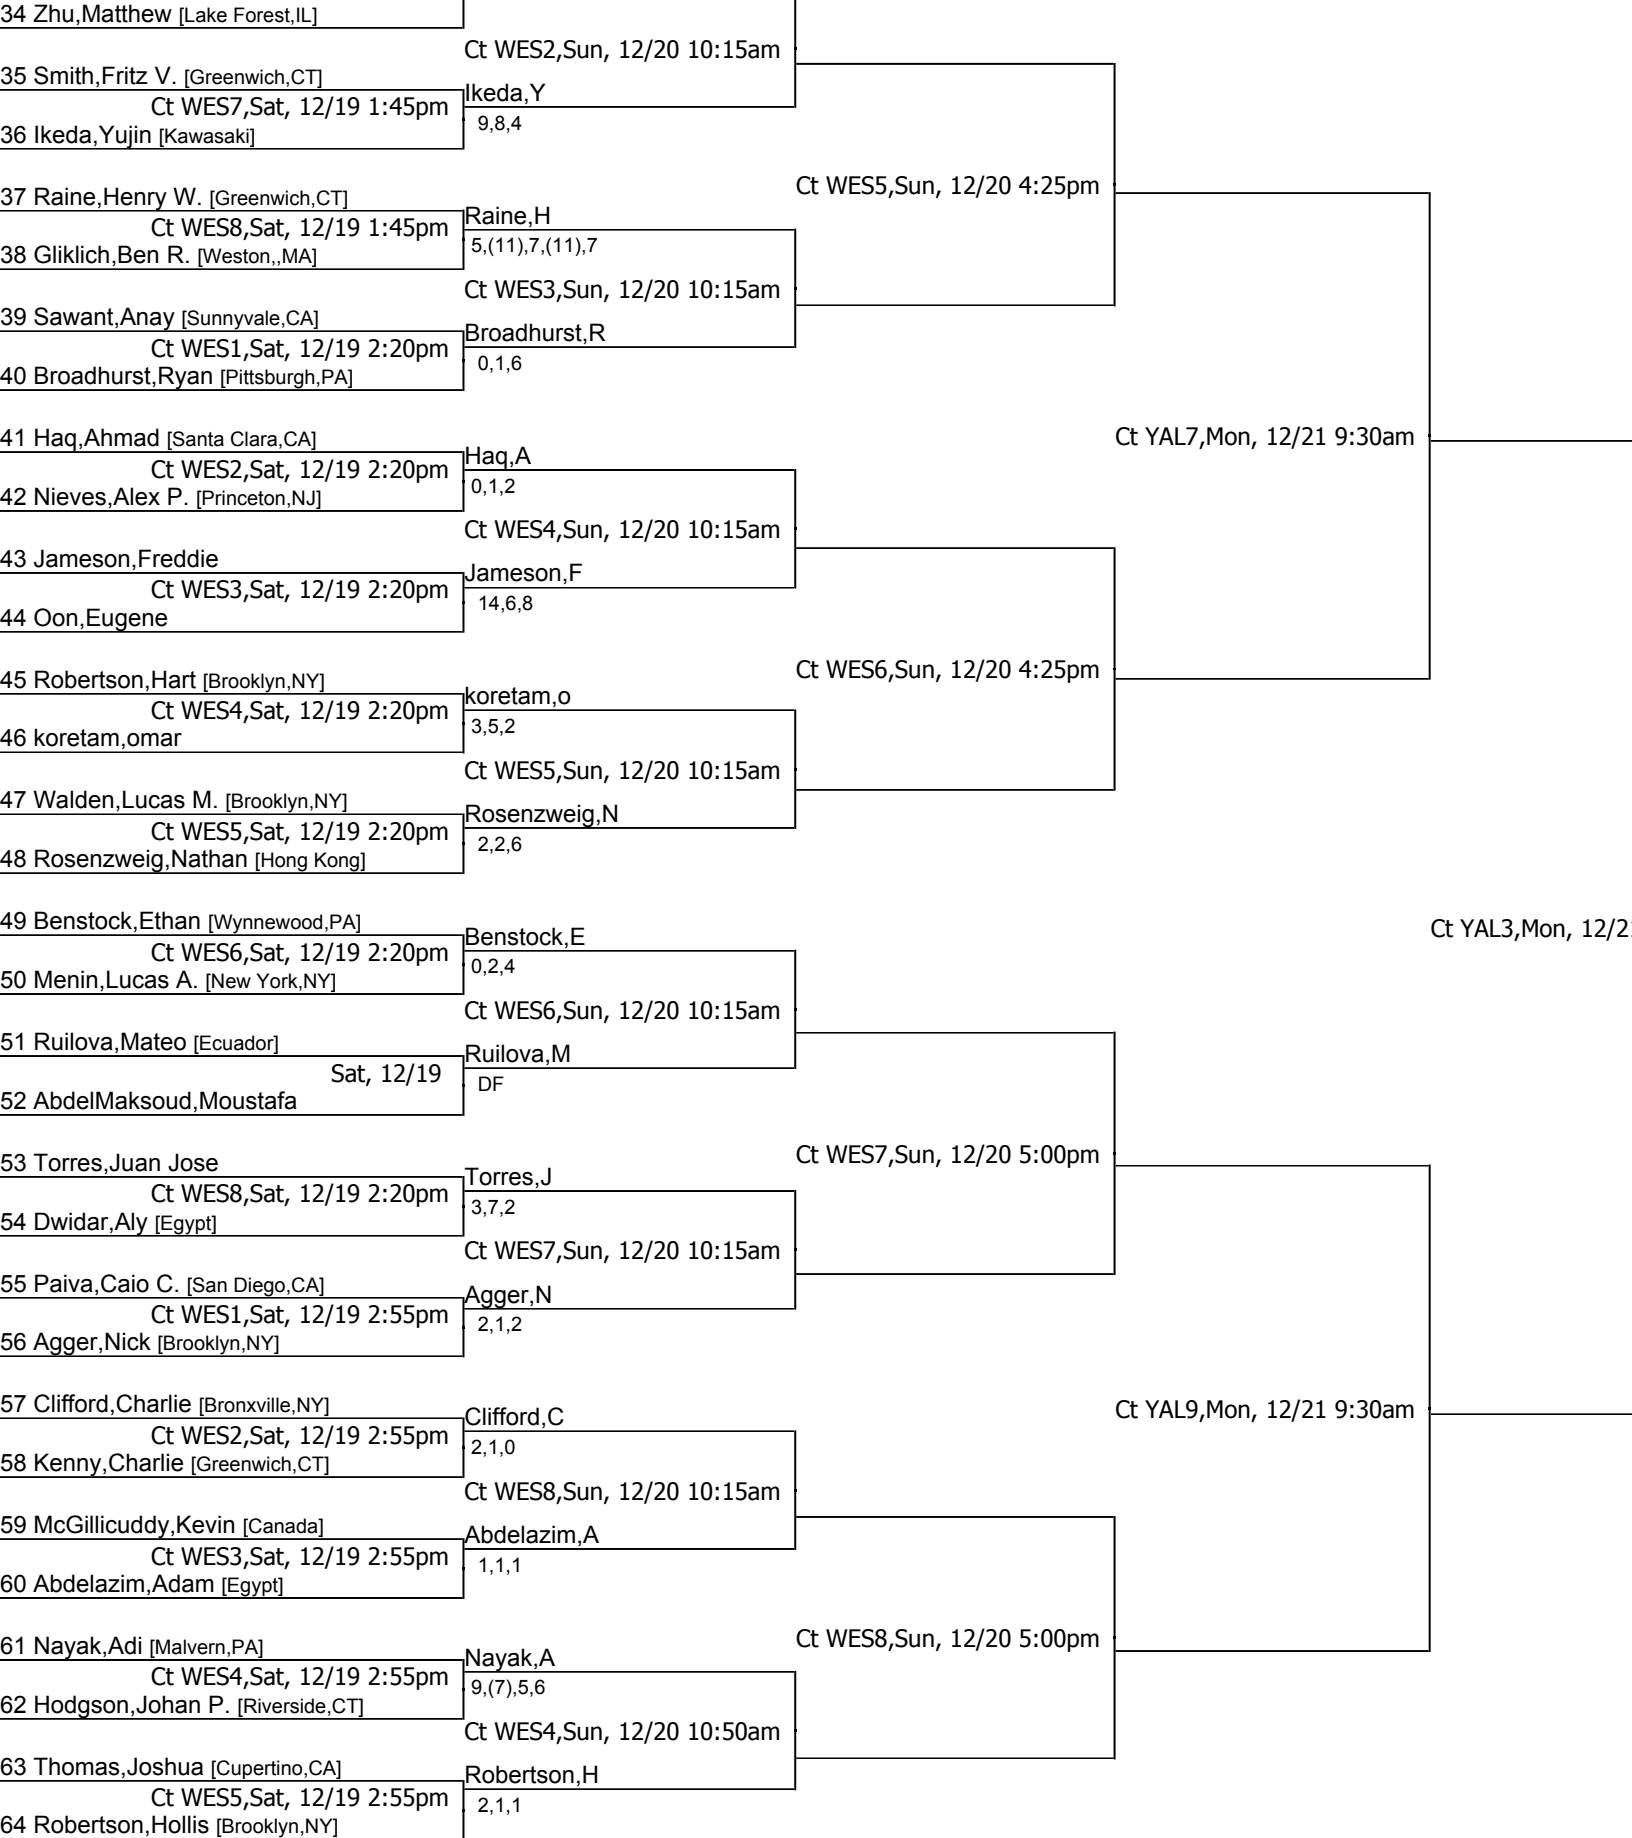 34 Zhu,Matthew [Lake Forest,IL]
Ct WES2,Sun, 12/20 10:15am
35 Smith,Fritz V. [Greenwich,CT]
Ct WES7,Sat, 12/19 1:45pm
Ikeda,Y
9,8,4
36 Ikeda,Yujin [Kawasaki]
Ct WES5,Sun, 12/20 4:25pm
37 Raine,Henry W. [Greenwich,CT]
Ct WES8,Sat, 12/19 1:45pm
Raine,H
5,(11),7,(11),7
38 Gliklich,Ben R. [Weston,,MA]
Ct WES3,Sun, 12/20 10:15am
39 Sawant,Anay [Sunnyvale,CA]
Ct WES1,Sat, 12/19 2:20pm
Broadhurst,R
0,1,6
40 Broadhurst,Ryan [Pittsburgh,PA]
Ct YAL7,Mon, 12/21 9:30am
41 Haq,Ahmad [Santa Clara,CA]
Ct WES2,Sat, 12/19 2:20pm
Haq,A
0,1,2
42 Nieves,Alex P. [Princeton,NJ]
Ct WES4,Sun, 12/20 10:15am
43 Jameson,Freddie
Ct WES3,Sat, 12/19 2:20pm
Jameson,F
14,6,8
44 Oon,Eugene
Ct WES6,Sun, 12/20 4:25pm
45 Robertson,Hart [Brooklyn,NY]
Ct WES4,Sat, 12/19 2:20pm
koretam,o
3,5,2
46 koretam,omar
Ct WES5,Sun, 12/20 10:15am
47 Walden,Lucas M. [Brooklyn,NY]
Ct WES5,Sat, 12/19 2:20pm
Rosenzweig,N
2,2,6
48 Rosenzweig,Nathan [Hong Kong]
Ct YAL3,Mon, 12/2
49 Benstock,Ethan [Wynnewood,PA]
Ct WES6,Sat, 12/19 2:20pm
Benstock,E
0,2,4
50 Menin,Lucas A. [New York,NY]
Ct WES6,Sun, 12/20 10:15am
51 Ruilova,Mateo [Ecuador]
Sat, 12/19
Ruilova,M
DF
52 AbdelMaksoud,Moustafa
Ct WES7,Sun, 12/20 5:00pm
53 Torres,Juan Jose
Ct WES8,Sat, 12/19 2:20pm
Torres,J
3,7,2
54 Dwidar,Aly [Egypt]
Ct WES7,Sun, 12/20 10:15am
55 Paiva,Caio C. [San Diego,CA]
Ct WES1,Sat, 12/19 2:55pm
Agger,N
2,1,2
56 Agger,Nick [Brooklyn,NY]
Ct YAL9,Mon, 12/21 9:30am
57 Clifford,Charlie [Bronxville,NY]
Ct WES2,Sat, 12/19 2:55pm
Clifford,C
2,1,0
58 Kenny,Charlie [Greenwich,CT]
Ct WES8,Sun, 12/20 10:15am
59 McGillicuddy,Kevin [Canada]
Ct WES3,Sat, 12/19 2:55pm
Abdelazim,A
1,1,1
60 Abdelazim,Adam [Egypt]
Ct WES8,Sun, 12/20 5:00pm
61 Nayak,Adi [Malvern,PA]
Ct WES4,Sat, 12/19 2:55pm
Nayak,A
9,(7),5,6
62 Hodgson,Johan P. [Riverside,CT]
Ct WES4,Sun, 12/20 10:50am
63 Thomas,Joshua [Cupertino,CA]
Ct WES5,Sat, 12/19 2:55pm
Robertson,H
2,1,1
64 Robertson,Hollis [Brooklyn,NY]